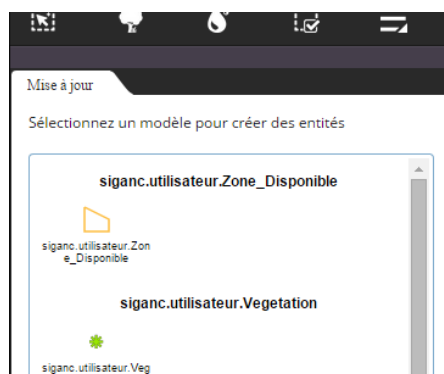 Mise à jour
Sélectionnez un modèle pour créer des entités
siganc.utilisateur.Zone_Disponible
siganc.utilisateur.Zon
e_Disponible
siganc.utilisateur.Vegetation
siganc.utilisateur.Veg